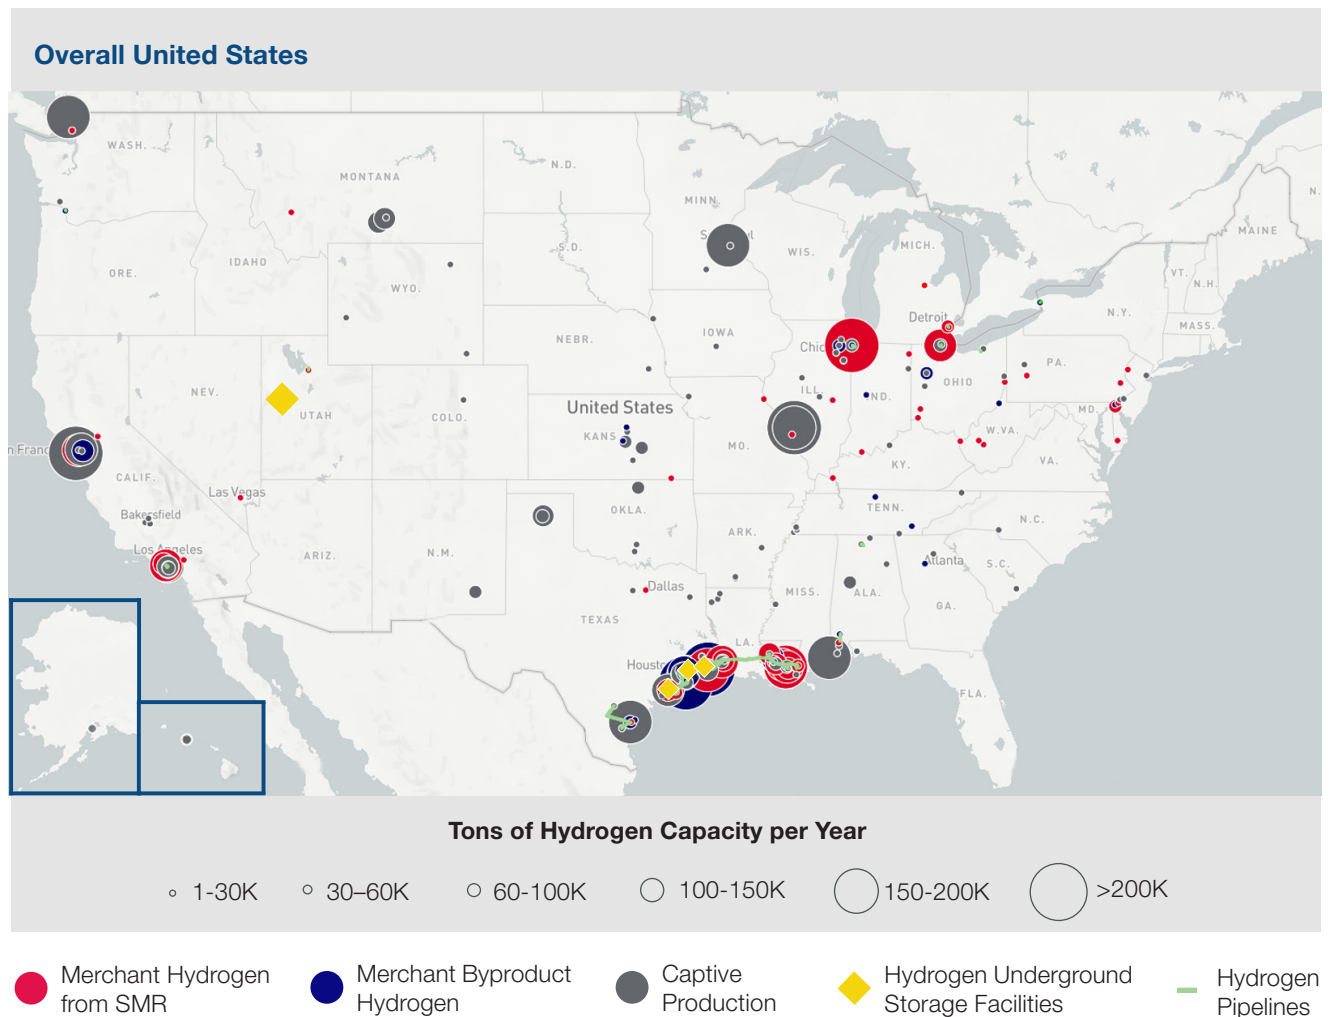 Overall United States
WASH.
MONTANA
N.D.
MINN.
MAINE
N.
ORE.
IDAHO
WYO.
S.D.
WIS.
MICH.
VT.
N.H.
N.Y.
MASS.
NEBR.
IOWA
Chic
Detroit
PA.
NEV.
UTAH
COLO.
United States
KANS
MO.
ILL.
IND.
OHIO
MD.
W.VA.
VA.
KY.
n Franc
CALIF.
Las Vegas
Bakersfield
Los Angeles
ARIZ.
N.M.
OKLA.
ARK.
TENN.
N.C.
S.C.
Atlanta
Dallas
TEXAS
MISS.
ALA.
GA.
LA.
Houst
FLA.
Tons of Hydrogen Capacity per Year
1-30K
30–60K
60-100K
100-150K
150-200K
>200K
Merchant Hydrogen
from SMR
Merchant Byproduct
Hydrogen
Captive
Production
Hydrogen Underground
Storage Facilities
Hydrogen
Pipelines